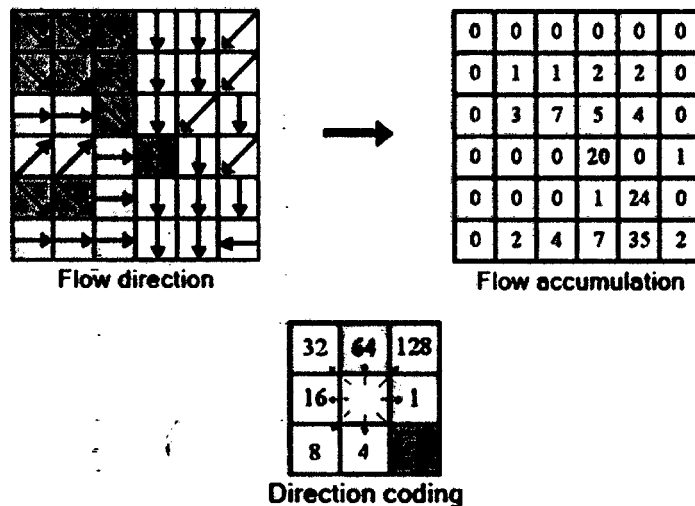 0 0 0 0 0 0
0 1 1 2 2 0
0 3 7 5 4 0
0 0 0 20 0 1
0 0 0 1 24 0
0 2 4 7 35 2
Flow direction
Flow accumulation
32 64 128
16 1
8 4
Direction coding